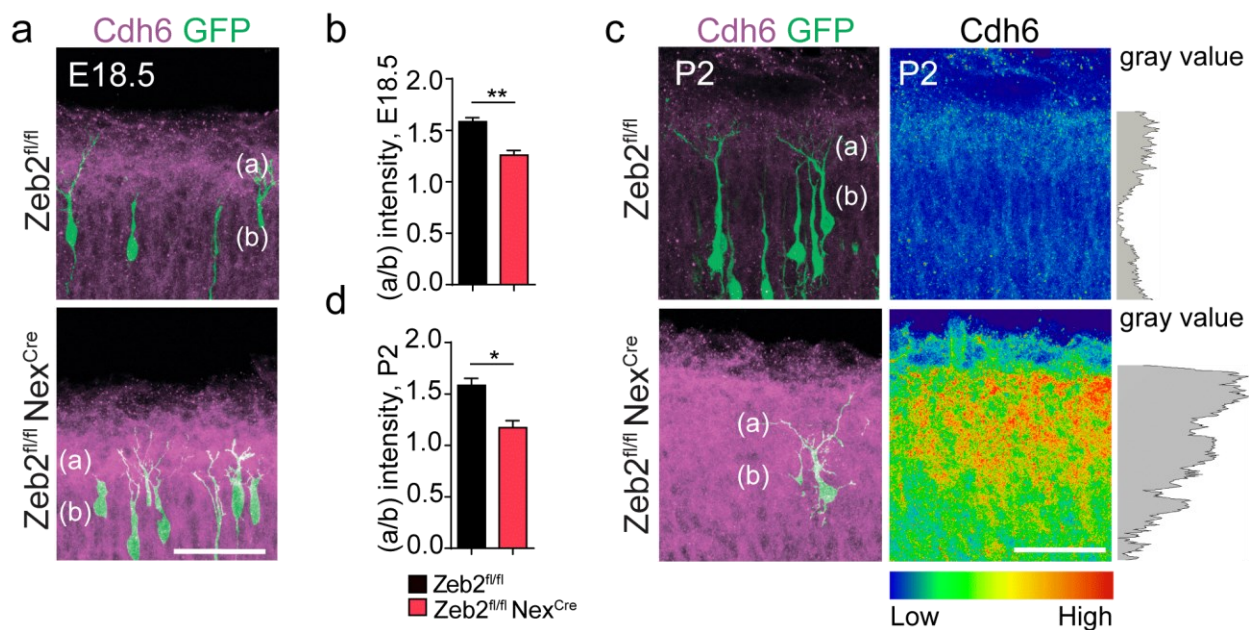 a
Cdh6 GFP
E18.5
Zeb2fl/fl
(a)
(b)
Zeb2fl/fl NexCre
(a)
(b)
b
(a/b) intensity, E18.5
2.0
1.5
1.0
0.5
0.0
**
d
(a/b) intensity, P2
2.0
1.5
1.0
0.5
0.0
*
Zeb2fl/fl
Zeb2fl/fl NexCre
c
Cdh6 GFP
Cdh6
P2
P2
gray value
Zeb2fl/fl
(a)
(b)
gray value
Zeb2fl/fl NexCre
(a)
(b)
Low
High